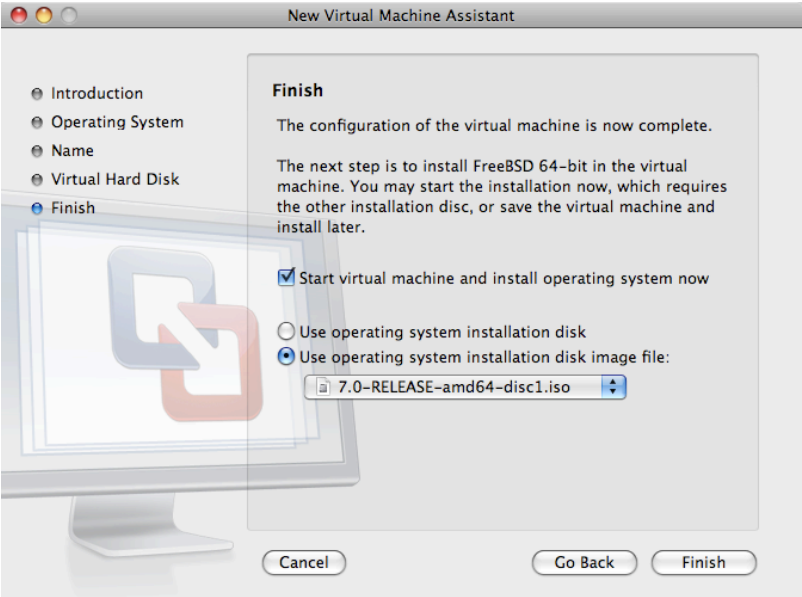 New Virtual Machine Assistant
Introduction
Operating System
Name
Virtual Hard Disk
Finish
Finish
The configuration of the virtual machine is now complete.
The next step is to install FreeBSD 64-bit in the virtual
machine. You may start the installation now, which requires
the other installation disc, or save the virtual machine and
install later.
Start virtual machine and install operating system now
Use operating system installation disk
Use operating system installation disk image file:
7.0-RELEASE-amd64-disc1.iso
Cancel
Go Back
Finish